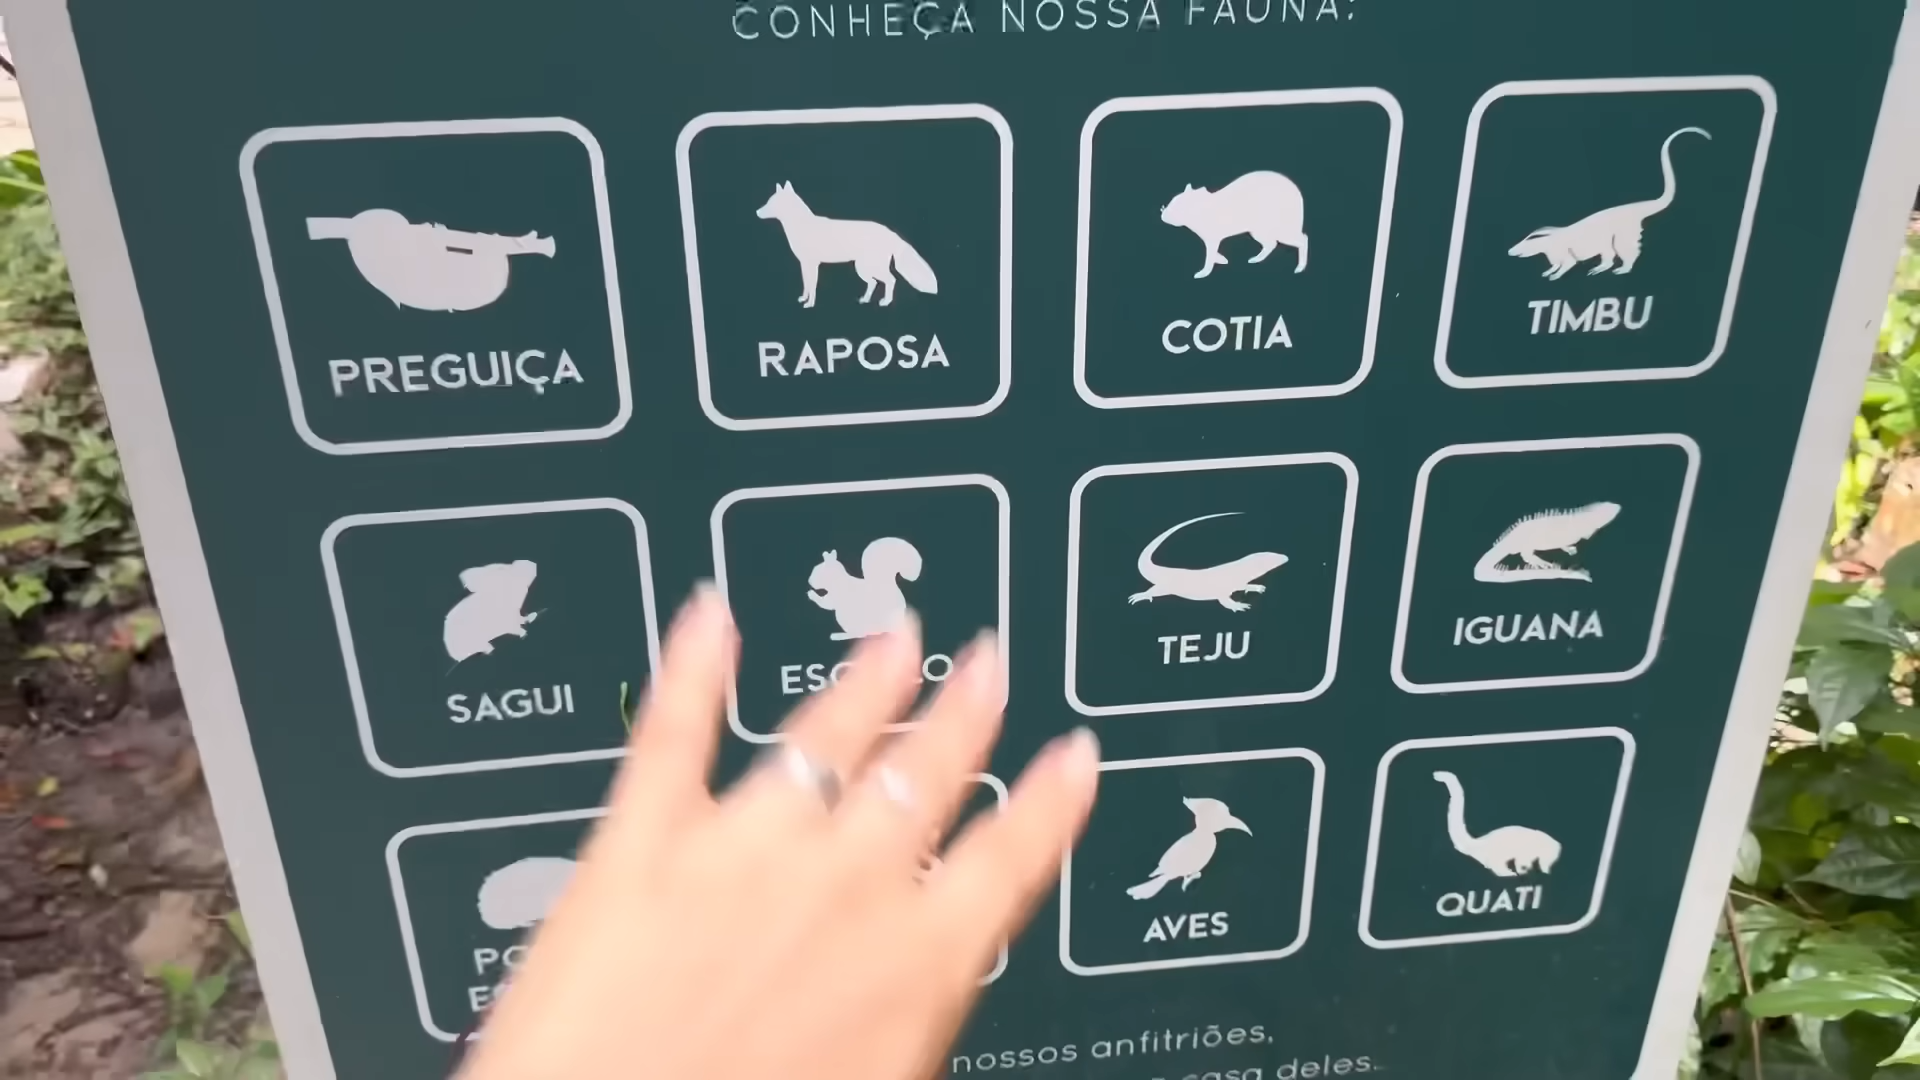 CONHEÇA NOSSA FAUNA:
PREGUIÇA
RAPOSA
COTIA
TIMBU
SAGUI
TEJU
IGUANA
AVES
QUATI
nossos anfitriões,
casa deles.